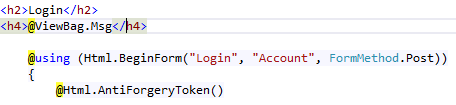 <h2>Login</h2>
<h4>@ViewBag.Msg</h4>
@using (Html.BeginForm("Login", "Account", FormMethod.Post))
{
@Html.AntiForgeryToken()